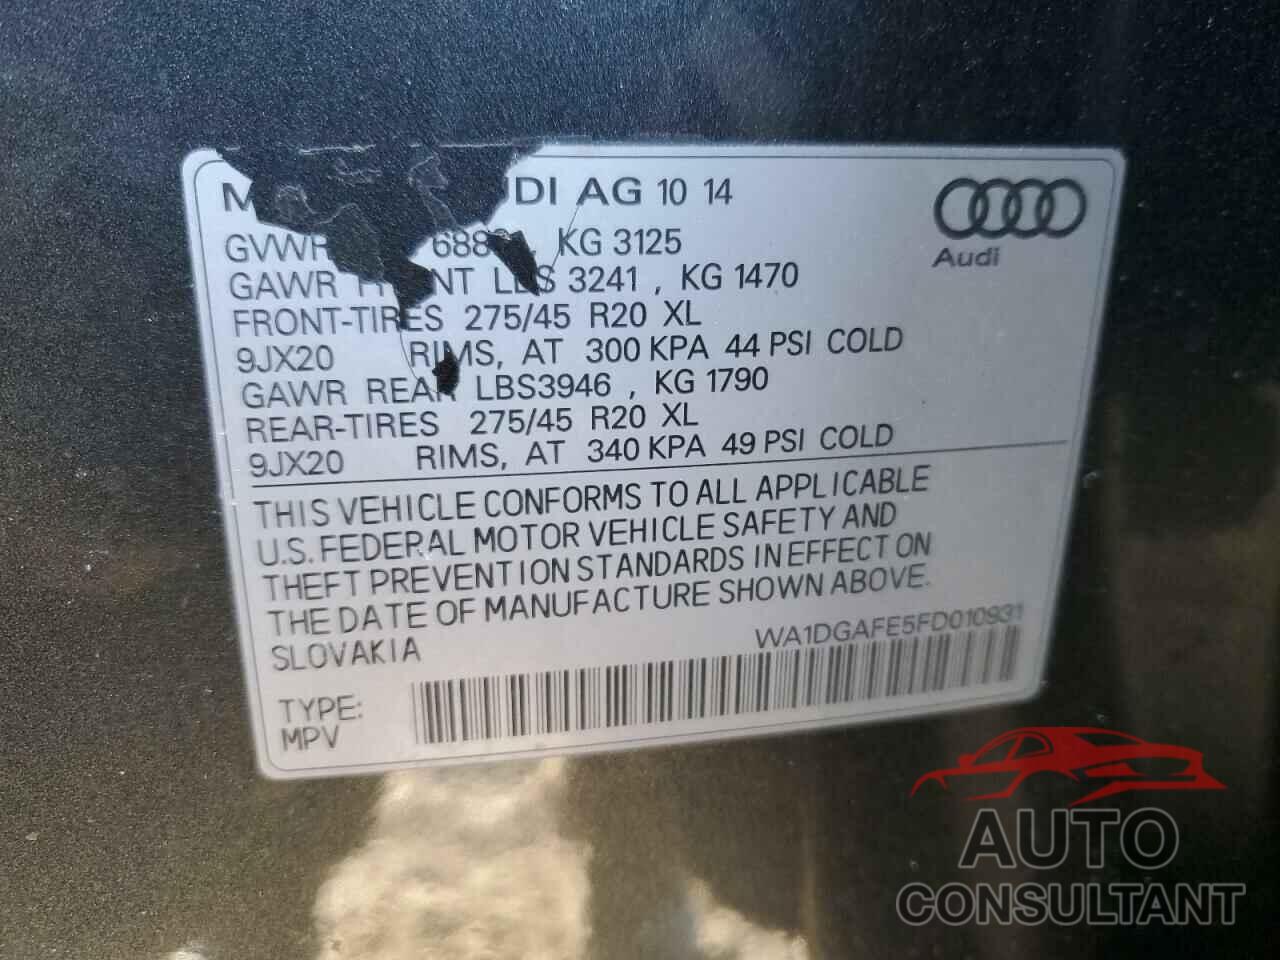 UDI AG 10 14
Audi
GVWR 688 KG 3125
GAWR LBS 3241 , KG 1470
FRONT-TIRES 275/45 R20 XL
9JX20 RIMS, AT 300 KPA 44 PSI COLD
GAWR REAR LBS3946 , KG 1790
REAR-TIRES 275/45 R20 XL
9JX20 RIMS, AT 340 KPA 49 PSI COLD
THIS VEHICLE CONFORMS TO ALL APPLICABLE
U.S. FEDERAL MOTOR VEHICLE SAFETY AND
THEFT PREVENTION STANDARDS IN EFFECT ON
THE DATE OF MANUFACTURE SHOWN ABOVE.
SLOVAKIA WA1DGAFE5FD010931
TYPE:
MPV
AUTO
CONSULTANT